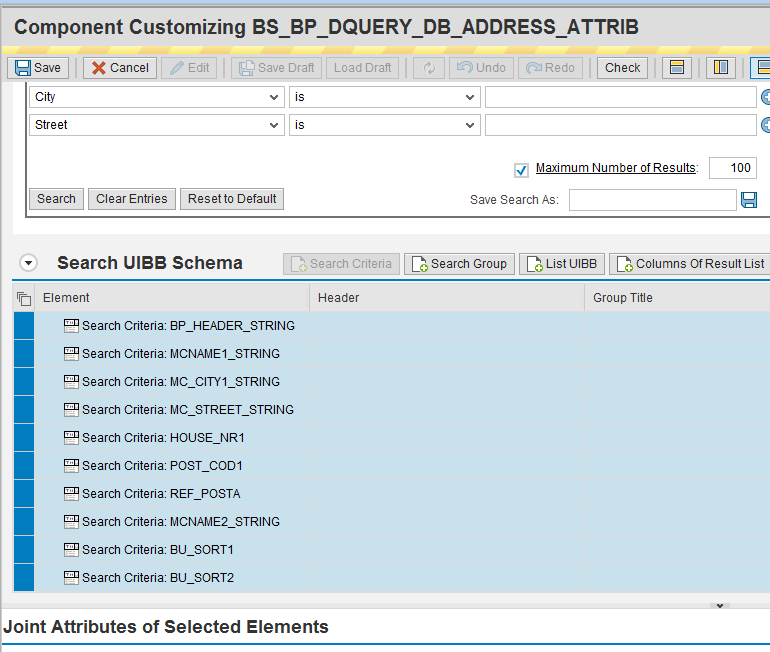 Component Customizing BS_BP_DQUERY_DB_ADDRESS_ATTRIB
Save Cancel Edit Save Draft Load Draft Undo Redo Check
City is
Street is
Maximum Number of Results: 100
Search Clear Entries Reset to Default Save Search As:
Search UIBB Schema Search Criteria Search Group List UIBB Columns Of Result List
Element Header Group Title
Search Criteria: BP_HEADER_STRING
Search Criteria: MCNAME1_STRING
Search Criteria: MC_CITY1_STRING
Search Criteria: MC_STREET_STRING
Search Criteria: HOUSE_NR1
Search Criteria: POST_COD1
Search Criteria: REF_POSTA
Search Criteria: MCNAME2_STRING
Search Criteria: BU_SORT1
Search Criteria: BU_SORT2
Joint Attributes of Selected Elements